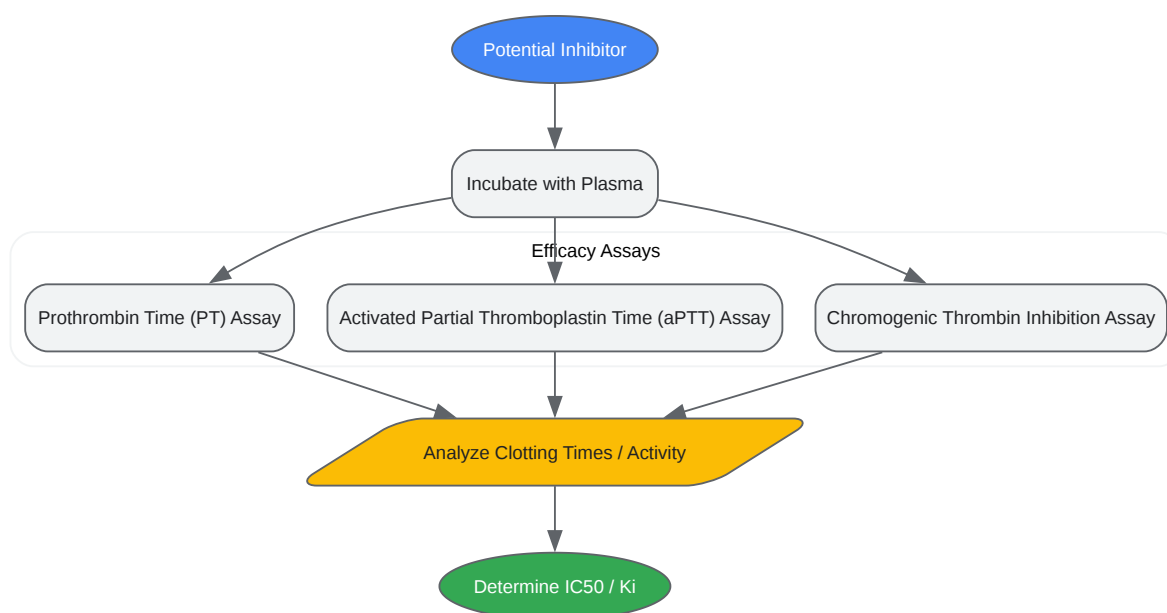 Potential Inhibitor
Incubate with Plasma
Efficacy Assays
Prothrombin Time (PT) Assay
Activated Partial Thromboplastin Time (aPTT) Assay
Chromogenic Thrombin Inhibition Assay
Analyze Clotting Times / Activity
Determine IC50 / Ki